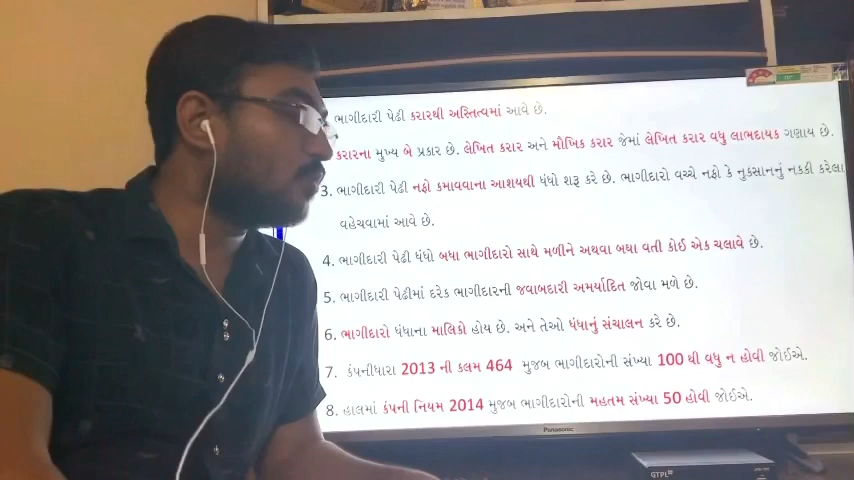 ભાગીદારી પેઢી કરારથી અસ્તિત્વમાં આવે છે.
કરારના મુખ્ય બે પ્રકાર છે. લેખિત કરાર અને મૌખિક કરાર જેમાં લેખિત કરાર વધુ લાભદાયક ગણાય છે.
3. ભાગીદારી પેઢી નફો કમાવવાના આશયથી ધંધો શરૂ કરે છે. ભાગીદારો વચ્ચે નફો કે નુકસાનનું નકકી કરેલા
વહેચવામાં આવે છે.
4. ભાગીદારી પેઢી ધંધો બધા ભાગીદારો સાથે મળીને અથવા બધા વતી કોઈ એક ચલાવે છે.
5. ભાગીદારી પેઢીમાં દરેક ભાગીદારની જવાબદારી અમર્યાદિત જોવા મળે છે.
6. ભાગીદારો ધંધાના માલિકો હોય છે. અને તેઓ ધંધાનું સંચાલન કરે છે.
7. કંપનીધારા 2013 ની કલમ 464 મુજબ ભાગીદારોની સંખ્યા 100 થી વધુ ન હોવી જોઈએ.
8. હાલમાં કંપની નિયમ 2014 મુજબ ભાગીદારોની મહતમ સંખ્યા 50 હોવી જોઈએ.
Panasonic
GTPL